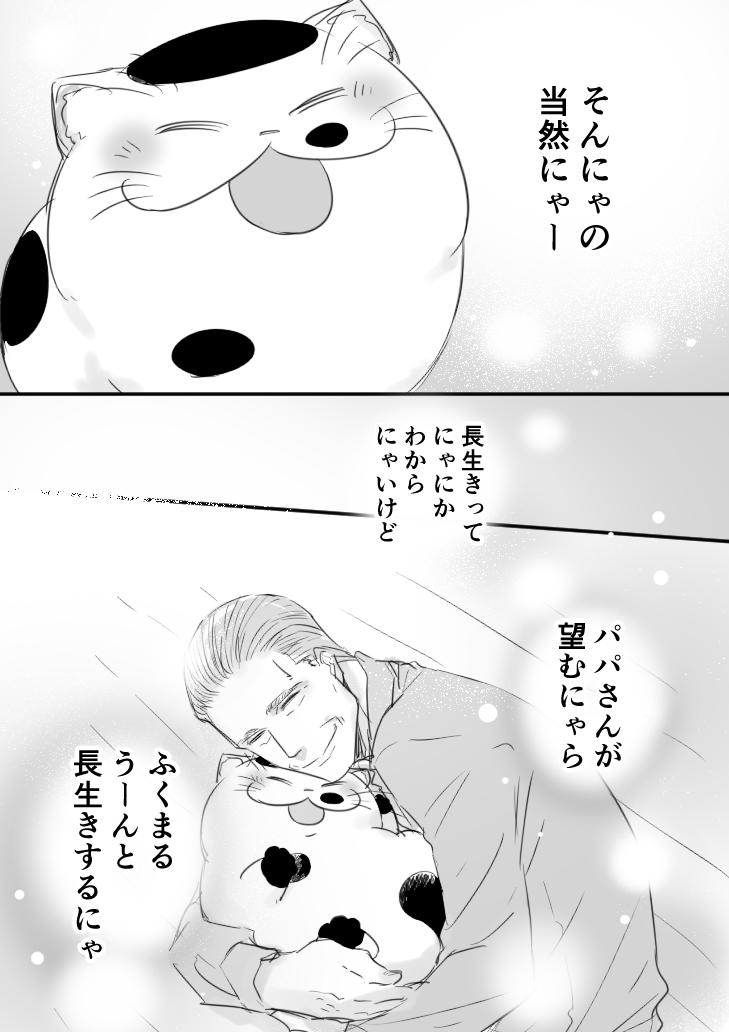 そんにゃの
当然にゃー
長生きって
にゃにか
わから
にゃいけど
パパさんが
望むにゃら
ふくまる
うーんと
長生きするにゃ